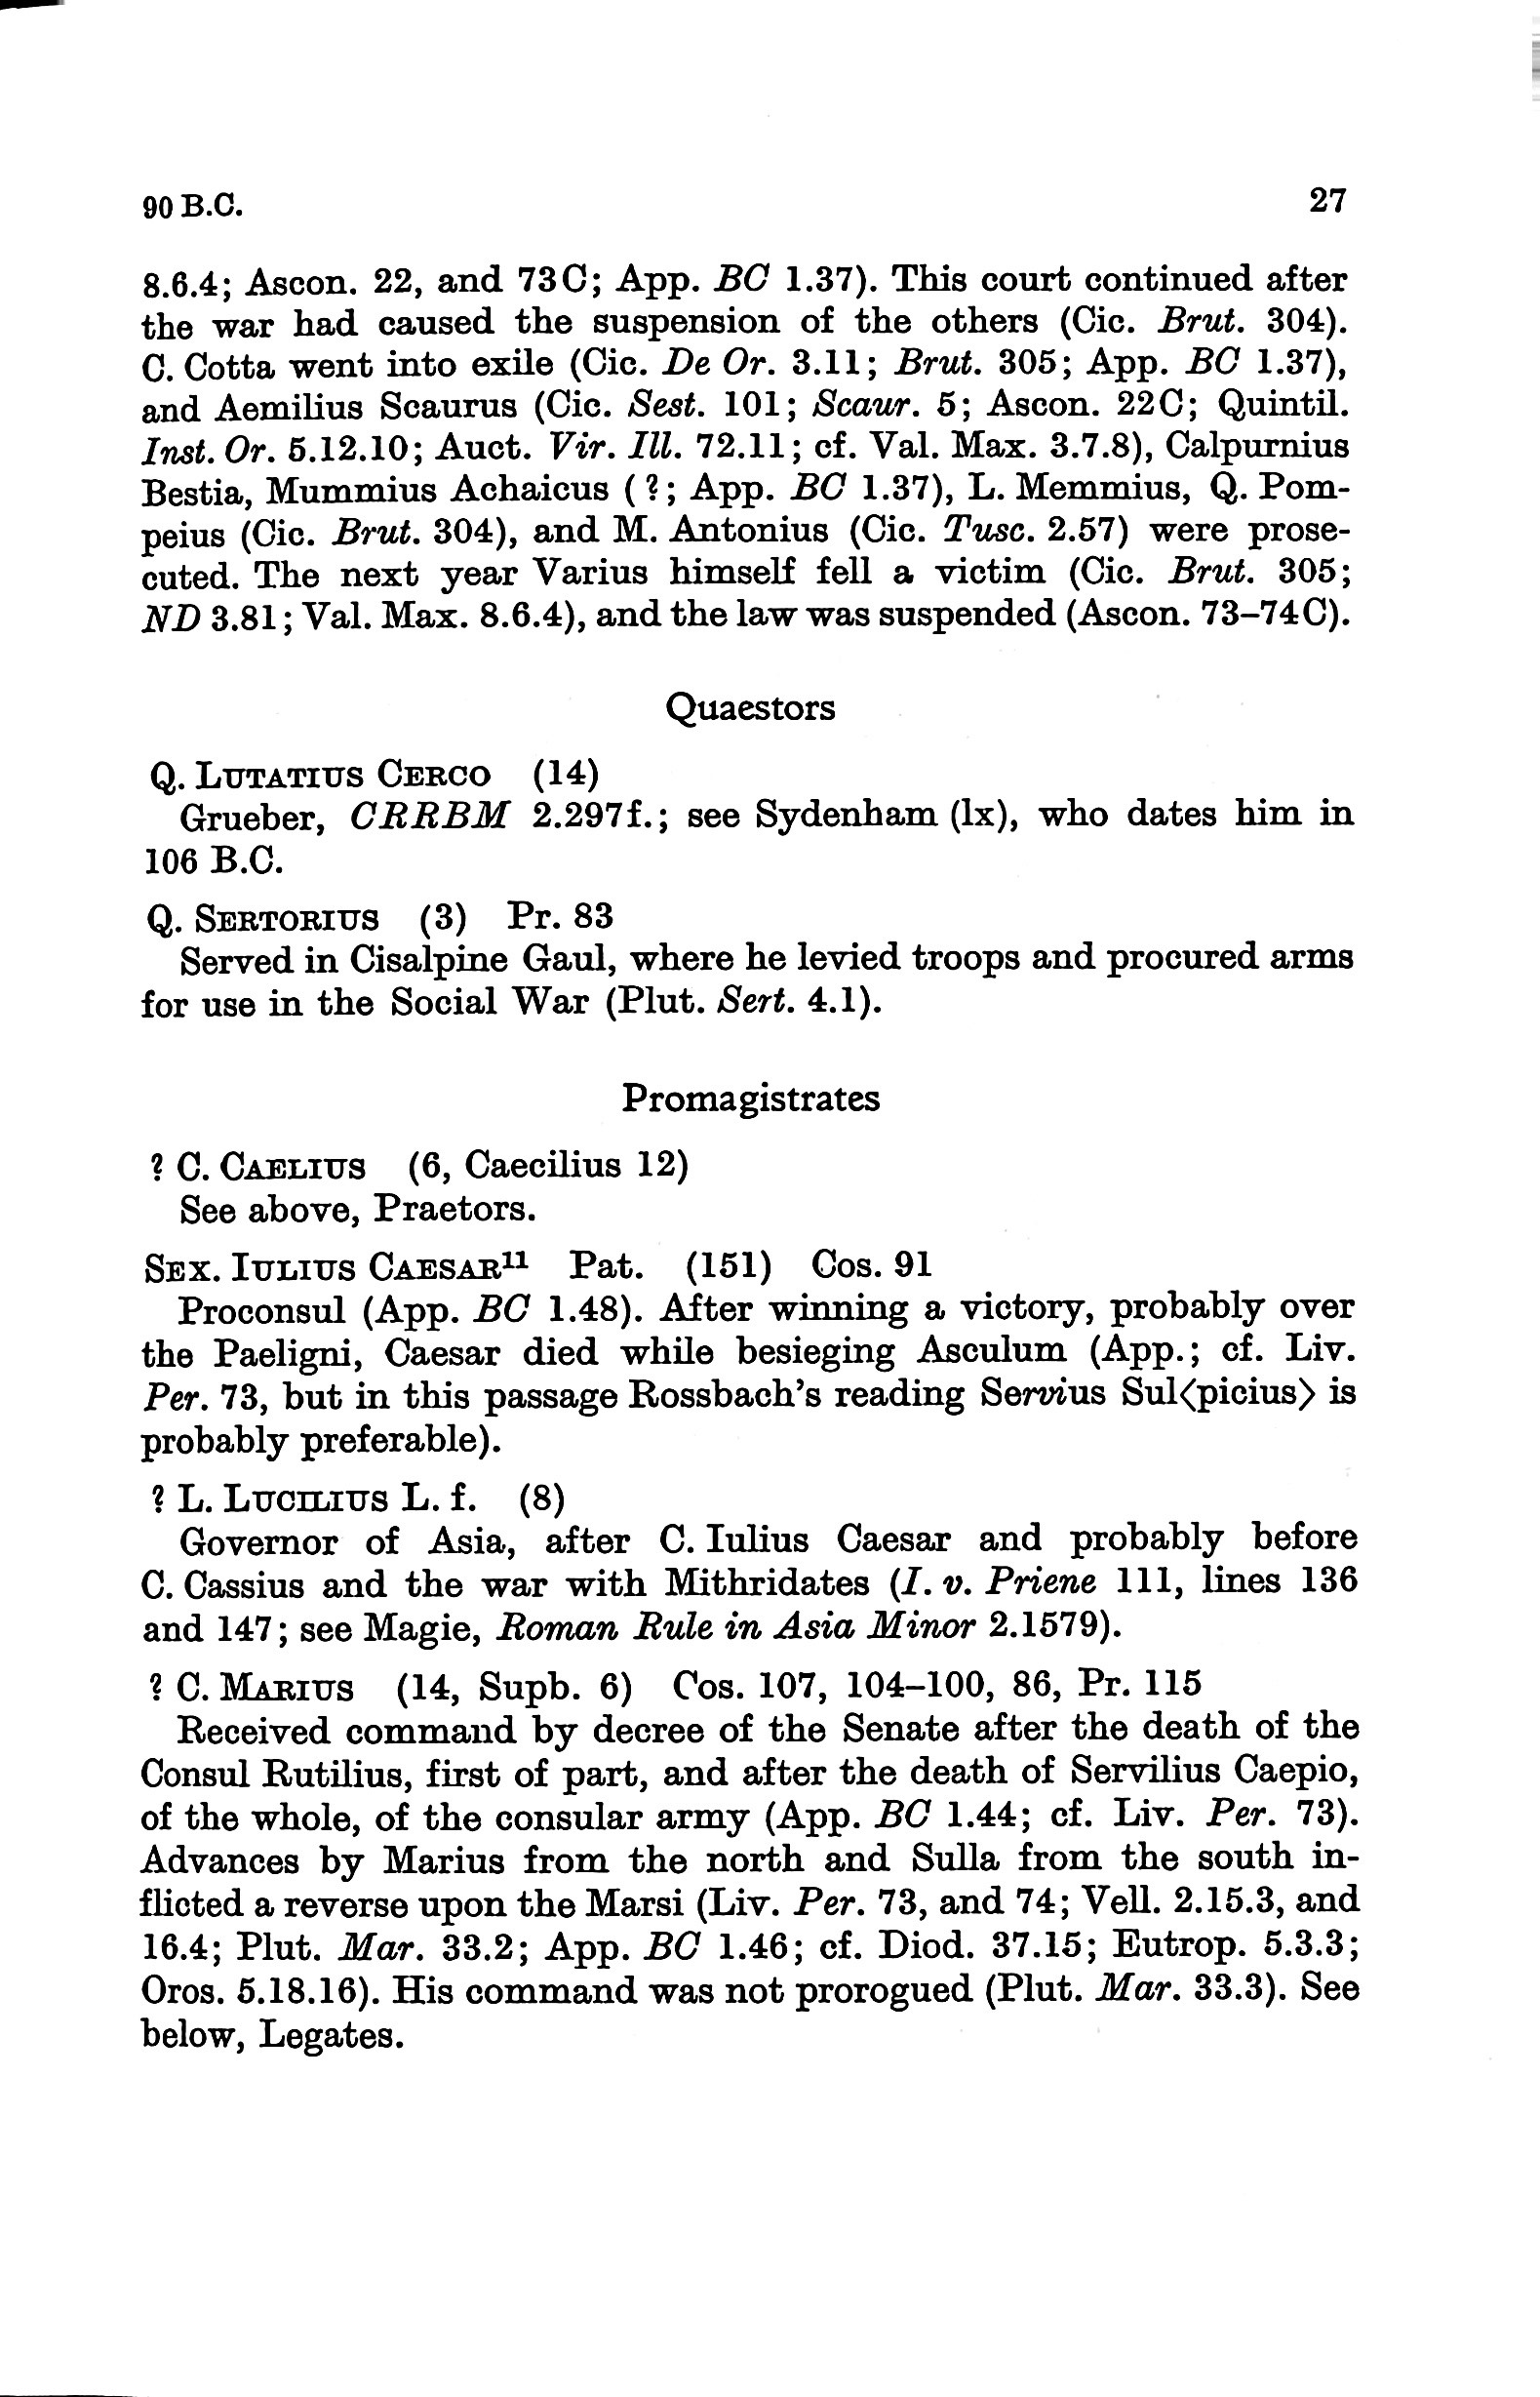 90 B.C.
27
8.6.4; Ascon. 22, and 73C; App. BC 1.37). This court continued after
the war had caused the suspension of the others (Cic. Brut. 304).
C. Cotta went into exile (Cic. De Or. 3.11; Brut. 305; App. BC 1.37),
and Aemilius Scaurus (Cic. Sest. 101; Scaur. 5; Ascon. 22C; Quintil.
Inst. Or. 5.12.10; Auct. Vir. Ill. 72.11; cf. Val. Max. 3.7.8), Calpurnius
Bestia, Mummius Achaicus (?; App. BC 1.37), L. Memmius, Q. Pom-
peius (Cic. Brut. 304), and M. Antonius (Cic. Tusc. 2.57) were prose-
cuted. The next year Varius himself fell a victim (Cic. Brut. 305;
ND 3.81; Val. Max. 8.6.4), and the law was suspended (Ascon. 73–74C).
Quaestors
Q. LUTATIUS CERCO (14)
Grueber, CRRBM 2.297f.; see Sydenham (lx), who dates him in
106 B.C.
Q. SERTORIUS (3) Pr. 83
Served in Cisalpine Gaul, where he levied troops and procured arms
for use in the Social War (Plut. Sert. 4.1).
Promagistrates
? C. CAELIUS (6, Caecilius 12)
See above, Praetors.
SEX. IULIUS CAESAR¹¹ Pat. (151) Cos. 91
Proconsul (App. BC 1.48). After winning a victory, probably over
the Paeligni, Caesar died while besieging Asculum (App.; cf. Liv.
Per. 73, but in this passage Rossbach's reading Servius Sul⟨picius⟩ is
probably preferable).
? L. LUCILIUS L. f. (8)
Governor of Asia, after C. Iulius Caesar and probably before
C. Cassius and the war with Mithridates (I. v. Priene 111, lines 136
and 147; see Magie, Roman Rule in Asia Minor 2.1579).
? C. MARIUS (14, Supb. 6) Cos. 107, 104–100, 86, Pr. 115
Received command by decree of the Senate after the death of the
Consul Rutilius, first of part, and after the death of Servilius Caepio,
of the whole, of the consular army (App. BC 1.44; cf. Liv. Per. 73).
Advances by Marius from the north and Sulla from the south in-
flicted a reverse upon the Marsi (Liv. Per. 73, and 74; Vell. 2.15.3, and
16.4; Plut. Mar. 33.2; App. BC 1.46; cf. Diod. 37.15; Eutrop. 5.3.3;
Oros. 5.18.16). His command was not prorogued (Plut. Mar. 33.3). See
below, Legates.